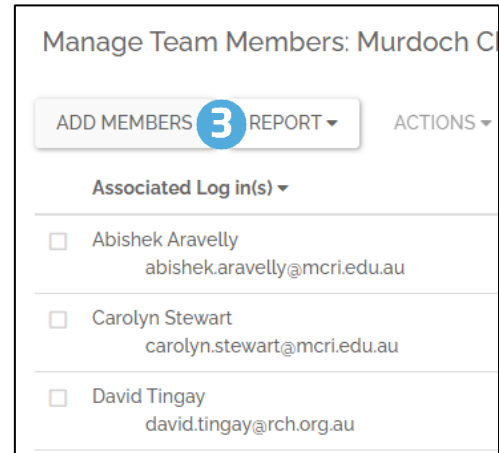 Manage Team Members: Murdoch
ADD MEMBERS 3 REPORT ACTIONS
Associated Log in(s)
Abishek Aravelly
abishek.aravelly@mcri.edu.au
Carolyn Stewart
carolyn.stewart@mcri.edu.au
David Tingay
david.tingay@rch.org.au